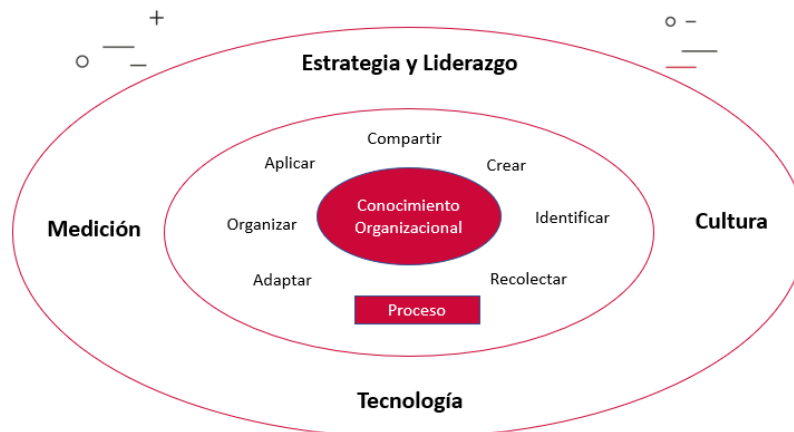 Estrategia y Liderazgo
Compartir
Aplicar
Crear
Conocimiento
Organizacional
Medición
Organizar
Identificar
Cultura
Adaptar
Recolectar
Proceso
Tecnología